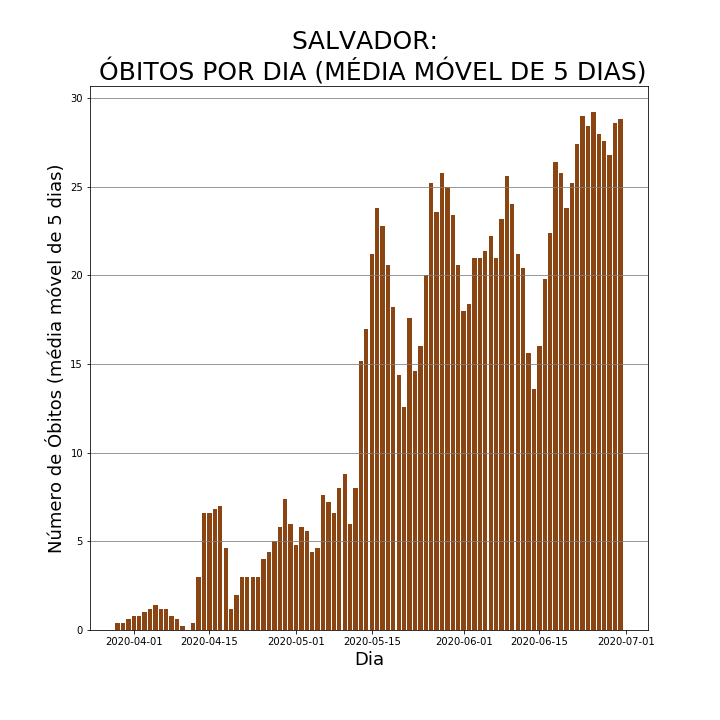 SALVADOR:
ÓBITOS POR DIA (MÉDIA MÓVEL DE 5 DIAS)
Número de Óbitos (média móvel de 5 dias)
30
25
20
15
10
5
0
2020-04-01 2020-04-15 2020-05-01 2020-05-15 2020-06-01 2020-06-15 2020-07-01
Dia